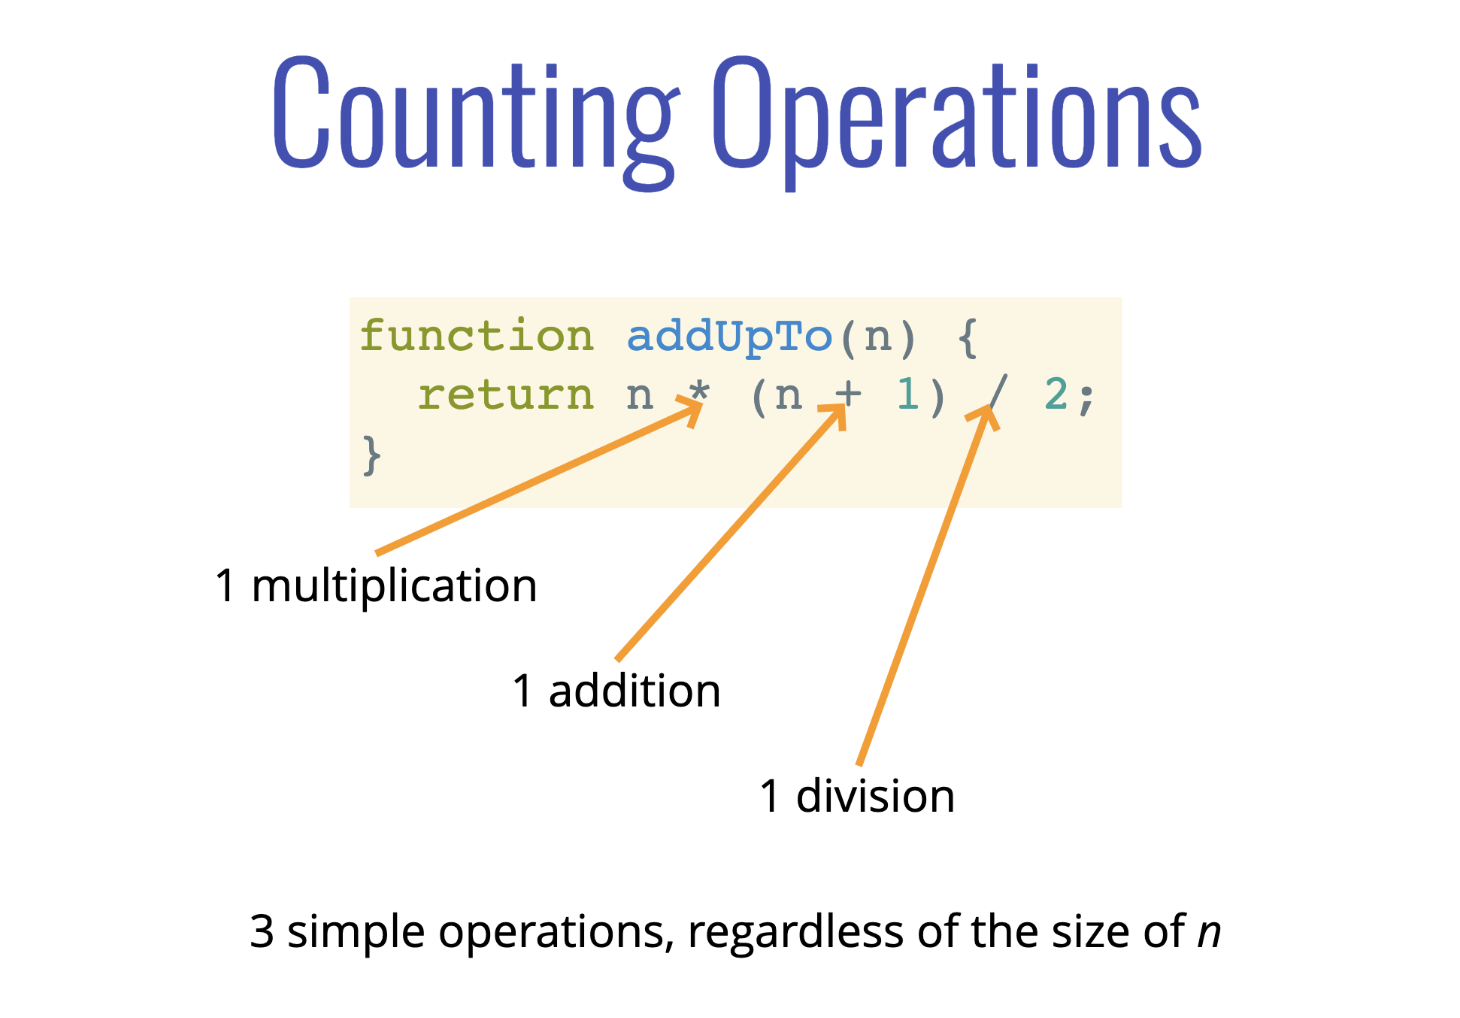 Counting Operations
function addUpTo(n) {
  return n * (n + 1) / 2;
}
1 multiplication
1 addition
1 division
3 simple operations, regardless of the size of n